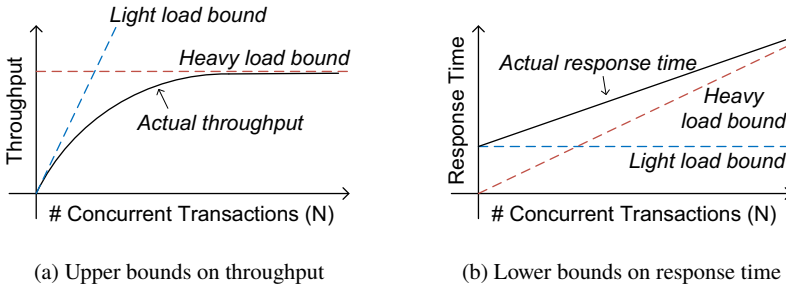 Light load bound
Heavy load bound
Throughput
Actual throughput
# Concurrent Transactions (N)
(a) Upper bounds on throughput
Actual response time
Response Time
Heavy
load bound
Light load bound
# Concurrent Transactions (N)
(b) Lower bounds on response time